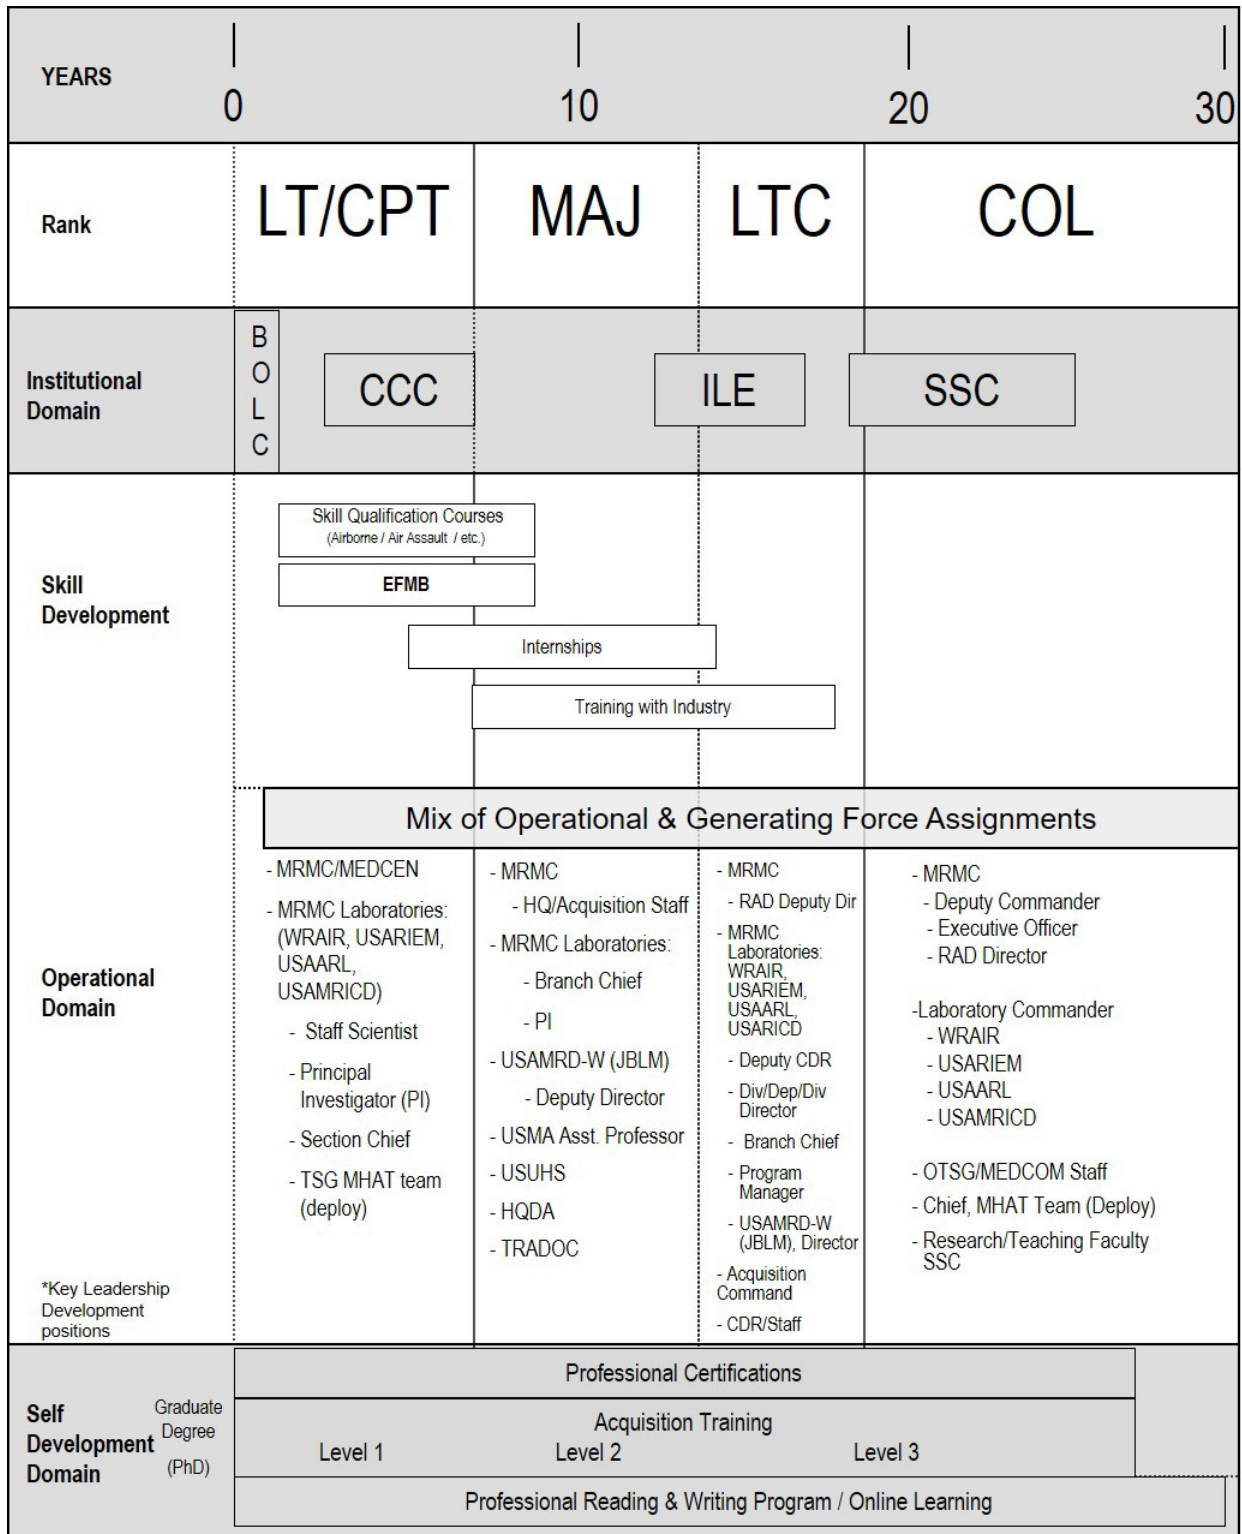 YEARS
0
10
20
30
Rank
LT/CPT
MAJ
LTC
COL
Institutional
Domain
B
O
L
C
CCC
ILE
SSC
Skill
Development
Skill Qualification Courses
(Airborne / Air Assault / etc.)
EFMB
Internships
Training with Industry
Mix of Operational & Generating Force Assignments
Operational
Domain
*Key Leadership
Development
positions
- MRMC/MEDCEN
- MRMC Laboratories:
(WRAIR, USARIEM,
USAARL,
USAMRICD)
- Staff Scientist
- Principal
Investigator (PI)
- Section Chief
- TSG MHAT team
(deploy)
- MRMC
- HQ/Acquisition Staff
- MRMC Laboratories:
- Branch Chief
- PI
- USAMRD-W (JBLM)
- Deputy Director
- USMA Asst. Professor
- USUHS
- HQDA
- TRADOC
- MRMC
- RAD Deputy Dir
- MRMC
Laboratories:
WRAIR,
USARIEM,
USAARL,
USARICD
- Deputy CDR
- Div/Dep/Div
Director
- Branch Chief
- Program
Manager
- USAMRD-W
(JBLM), Director
- Acquisition
Command
- CDR/Staff
- MRMC
- Deputy Commander
- Executive Officer
- RAD Director
-Laboratory Commander
- WRAIR
- USARIEM
- USAARL
- USAMRICD
- OTSG/MEDCOM Staff
- Chief, MHAT Team (Deploy)
- Research/Teaching Faculty
SSC
Self
Development
Domain
Graduate
Degree
(PhD)
Professional Certifications
Acquisition Training
Level 1
Level 2
Level 3
Professional Reading & Writing Program / Online Learning